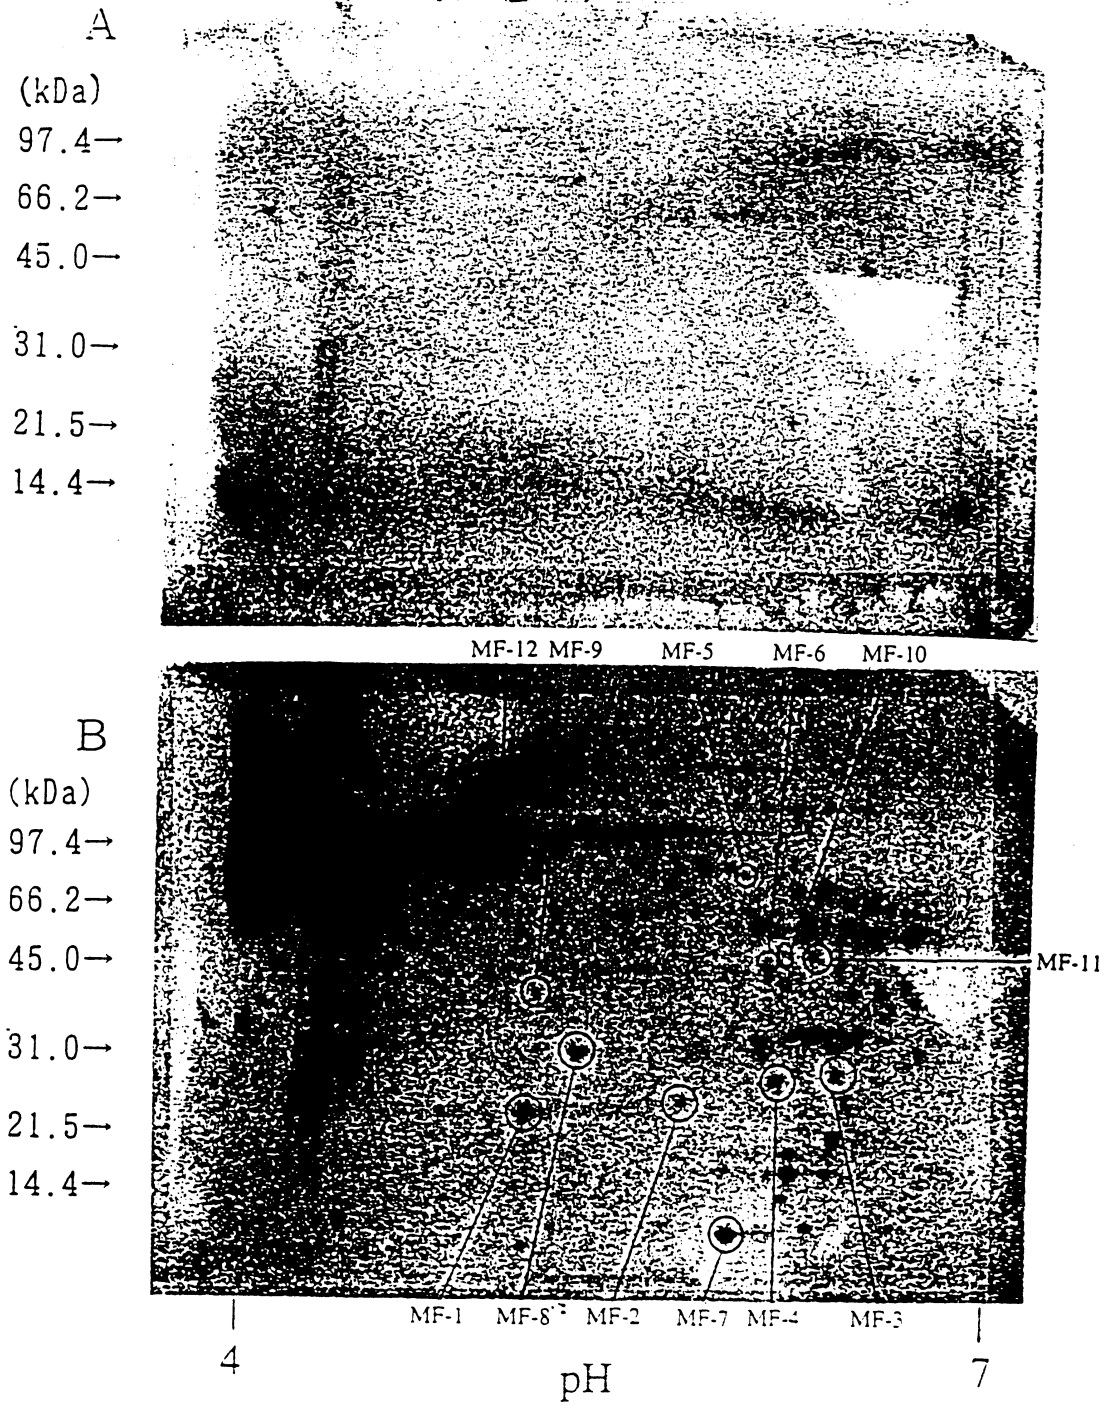 A
(kDa)
97.4→
66.2→
45.0→
31.0→
21.5→
14.4→
MF-12 MF-9 MF-5 MF-6 MF-10
B
(kDa)
97.4→
66.2→
45.0→
MF-11
31.0→
21.5→
14.4→
MF-1 MF-8 MF-2 MF-7 MF-4 MF-3
4 7
pH